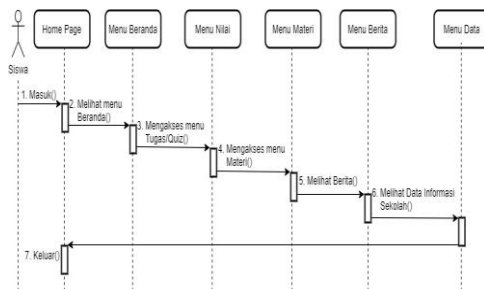 Home Page
Menu Beranda
Menu Nilai
Menu Materi
Menu Berita
Menu Data
Siswa
1. Masuk()
2. Melihat menu
Beranda()
3. Mengakses menu
Tugas/Quiz()
4. Mengakses menu
Materi()
5. Melihat Berita()
6. Melihat Data Informasi
Sekolah()
7. Keluar()